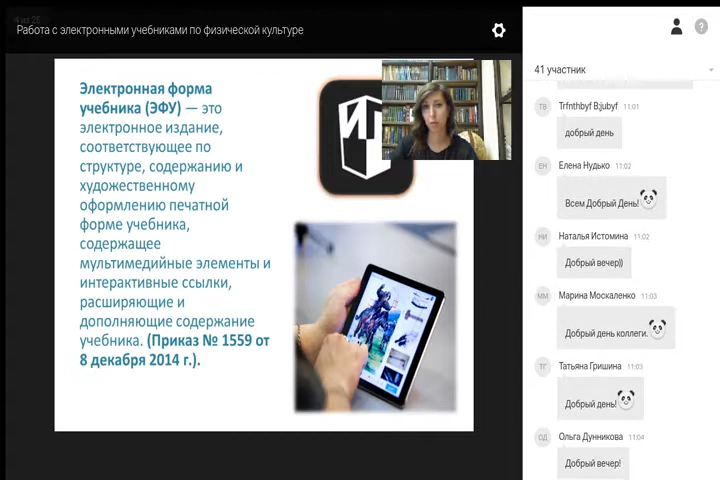 4 из 26
Работа с электронными учебниками по физической культуре
Электронная форма
учебника (ЭФУ) — это
электронное издание,
соответствующее по
структуре, содержанию и
художественному
оформлению печатной
форме учебника,
содержащее
мультимедийные элементы и
интерактивные ссылки,
расширяющие и
дополняющие содержание
учебника. (Приказ № 1559 от
8 декабря 2014 г.).
?
41 участник
ТВ Trfnthbyf B;jubyf 11:01
добрый день
ЕН Елена Нудько 11:02
Всем Добрый День!
НИ Наталья Истомина 11:02
Добрый вечер))
ММ Марина Москаленко 11:03
Добрый день коллеги.
ТГ Татьяна Гришина 11:03
Добрый день!
ОД Ольга Дунникова 11:04
Добрый вечер!